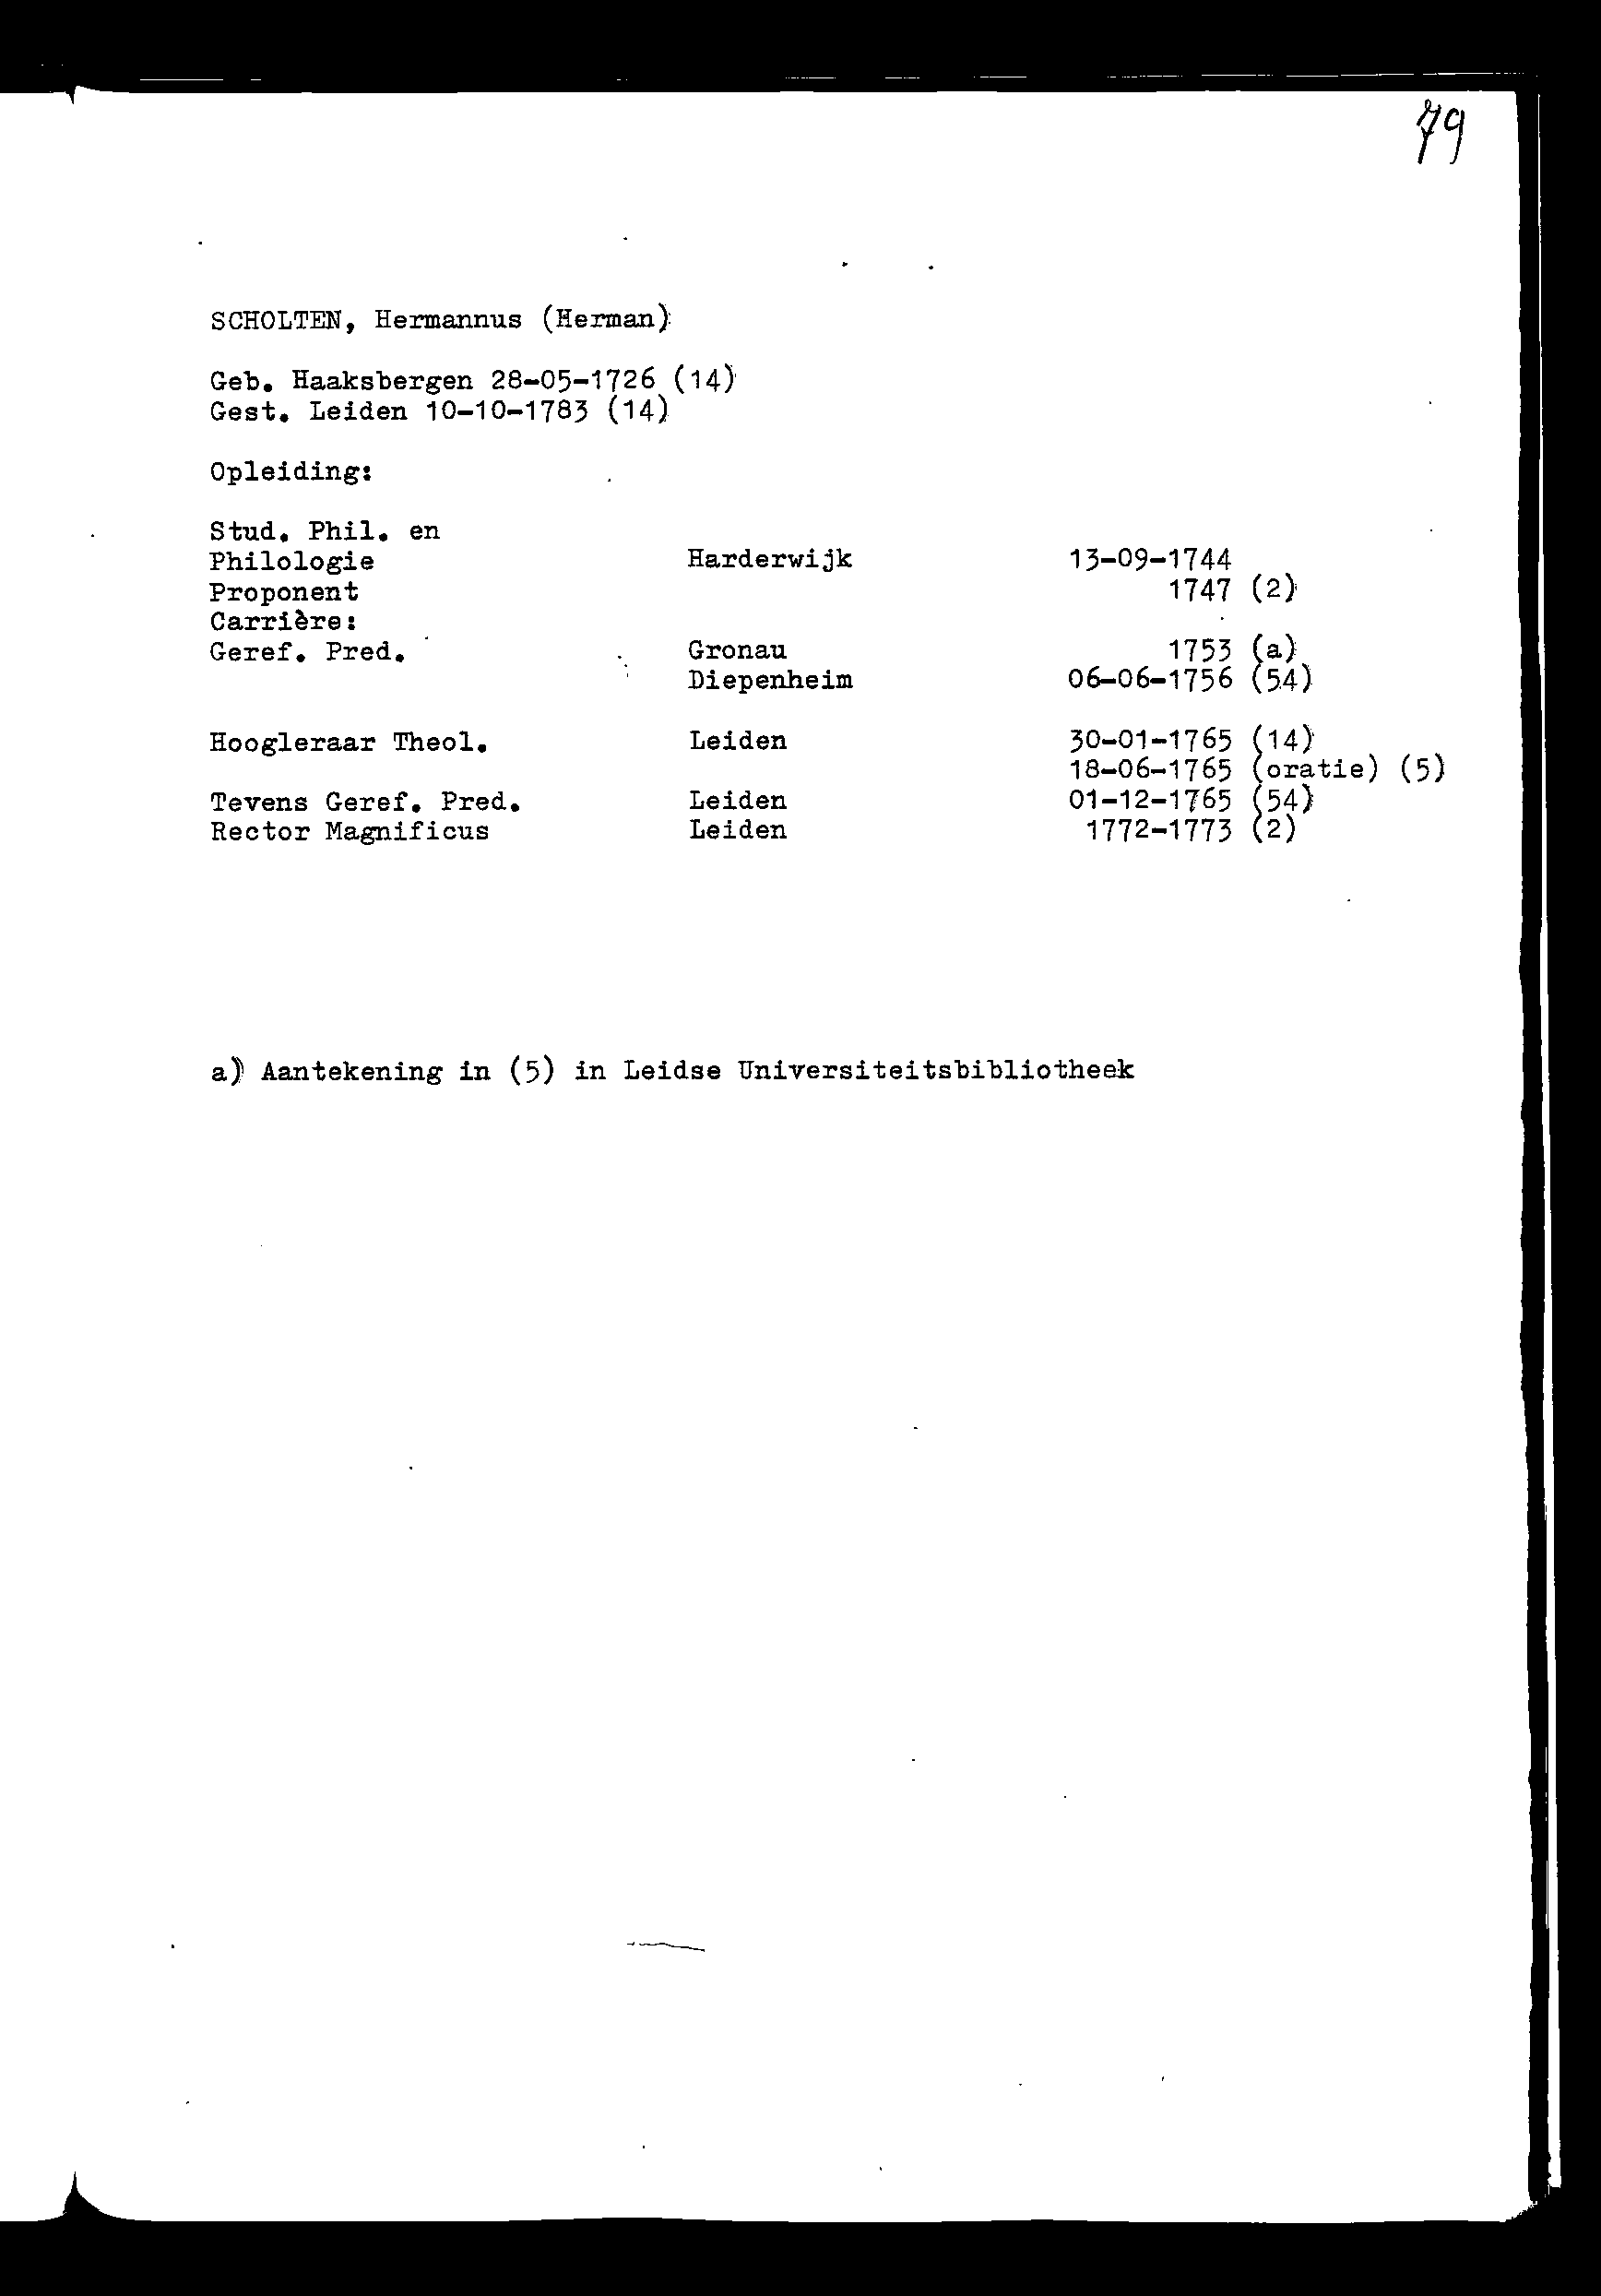 79
SCHOLTEN, Hermannus (Herman)
Geb. Haaksbergen 28-05-1726 (14)
Gest. Leiden 10-10-1783 (14)
Opleiding:
Stud. Phil. en
Philologie Harderwijk 13-09-1744
Proponent 1747 (2)
Carrière:
Geref. Pred. Gronau 1753 (a)
Diepenheim 06-06-1756 (54)
Hoogleraar Theol. Leiden 30-01-1765 (14)
18-06-1765 (oratie) (5)
Tevens Geref. Pred. Leiden 01-12-1765 (54)
Rector Magnificus Leiden 1772-1773 (2)
a) Aantekening in (5) in Leidse Universiteitsbibliotheek